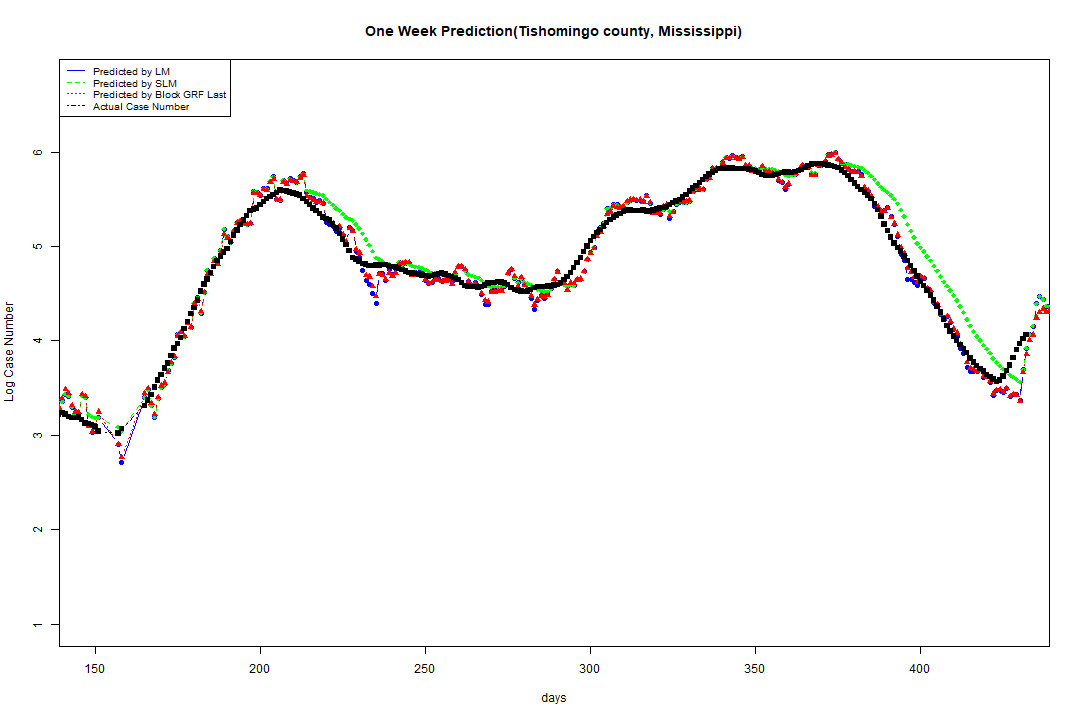 One Week Prediction(Tishomingo county, Mississippi)
Predicted by LM
Predicted by SLM
Predicted by Block GRF Last
Actual Case Number
Log Case Number
6
5
4
3
2
1
150 200 250 300 350 400
days